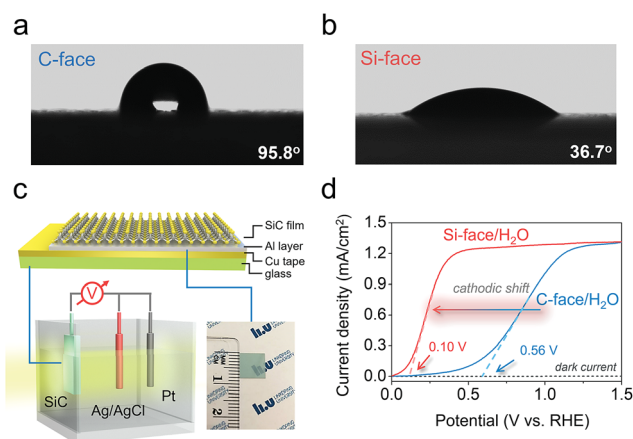 a
C-face
95.8°
b
Si-face
36.7°
c
SiC film
Al layer
Cu tape
glass
V
SiC
Ag/AgCl
Pt
LINKÖPING
UNIVERSITY
1
2
d
Current density (mA/cm²)
1.5
1.2
0.9
0.6
0.3
0.0
Si-face/H₂O
cathodic shift
C-face/H₂O
0.10 V
0.56 V
dark current
0.0 0.5 1.0 1.5
Potential (V vs. RHE)